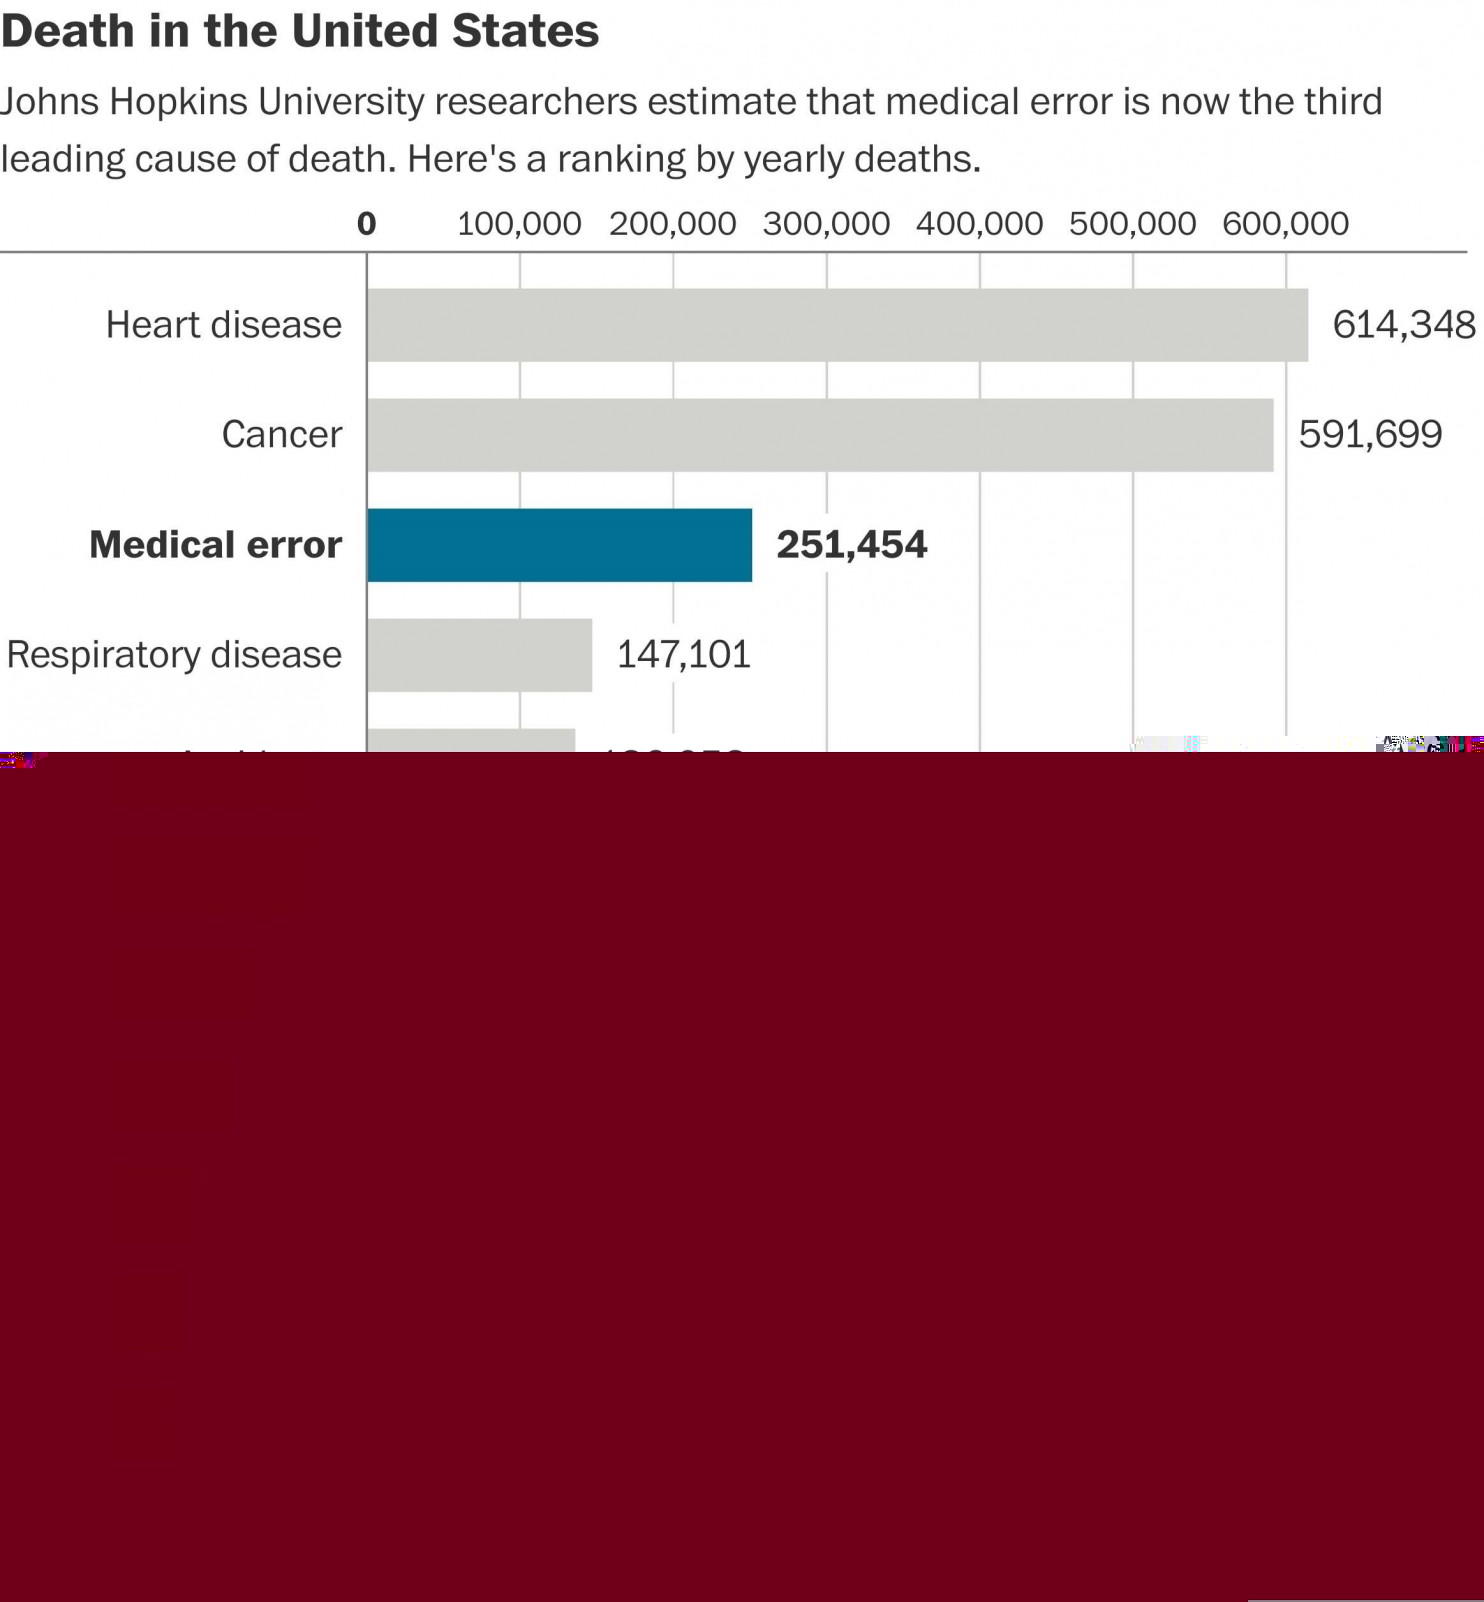 Death in the United States
Johns Hopkins University researchers estimate that medical error is now the third
leading cause of death. Here's a ranking by yearly deaths.
0 100,000 200,000 300,000 400,000 500,000 600,000
Heart disease 614,348
Cancer 591,699
Medical error 251,454
Respiratory disease 147,101